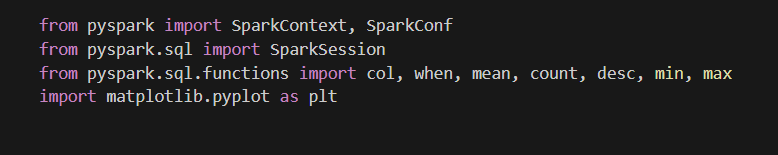 from pyspark import SparkContext, SparkConf
from pyspark.sql import SparkSession
from pyspark.sql.functions import col, when, mean, count, desc, min, max
import matplotlib.pyplot as plt